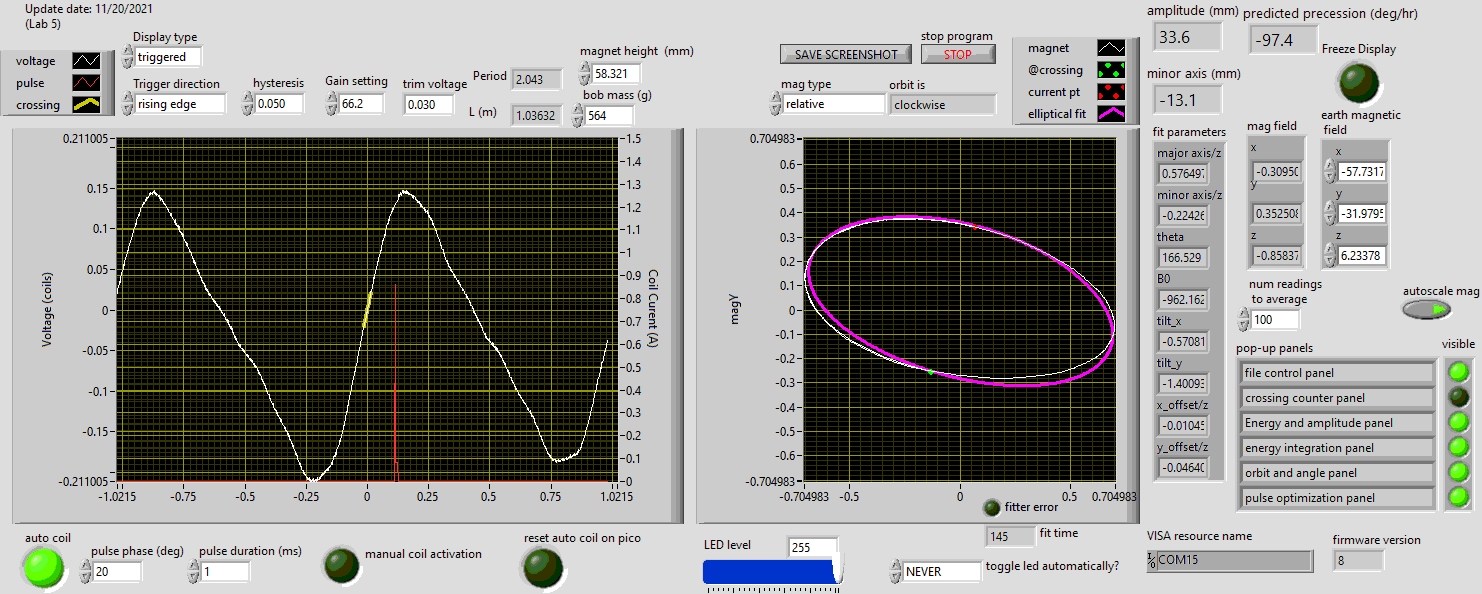 Update date: 11/20/2021
(Lab 5)
voltage
pulse
crossing
Display type
triggered
Trigger direction
rising edge
hysteresis
0.050
Gain setting
66.2
trim voltage
0.030
Period
2.043
L (m)
1.03632
magnet height (mm)
58.321
bob mass (g)
564
SAVE SCREENSHOT
stop program
STOP
mag type
relative
orbit is
clockwise
magnet
@crossing
current pt
elliptical fit
amplitude (mm)
33.6
predicted precession (deg/hr)
-97.4
minor axis (mm)
-13.1
Freeze Display
Voltage (coils)
0.211005
0.15
0.1
0.05
0
-0.05
-0.1
-0.15
-0.211005
-1.0215
-0.75
-0.5
-0.25
0
0.25
0.5
0.75
1.0215
1.5
1.4
1.3
1.2
1.1
1
0.9
0.8
0.7
0.6
0.5
0.4
0.3
0.2
0.1
0
Coil Curent (A)
magy
0.704983
0.6
0.5
0.4
0.3
0.2
0.1
0
-0.1
-0.2
-0.3
-0.4
-0.5
-0.6
-0.704983
-0.704983
-0.5
0
0.5
0.704983
fitter error
fit parameters
major axis/z
0.57649
minor axis/z
-0.22426
theta
166.529
B0
-962.162
tilt_x
-0.57081
tilt_y
-1.4009
x_offset/z
-0.01045
y_offset/z
-0.04640
mag field
x
-0.3095
y
0.35250
z
-0.85837
earth magnetic
field
x
-57.731
y
-31.979
z
6.23378
num readings
to average
100
autoscale mag
pop-up panels
visible
file control panel
crossing counter panel
Energy and amplitude panel
energy integration panel
orbit and angle panel
pulse optimization panel
auto coil
pulse phase (deg)
20
pulse duration (ms)
1
manual coil activation
reset auto coil on pico
LED level
255
145
fit time
NEVER
toggle led automatically?
VISA resource name
COM15
firmware version
8